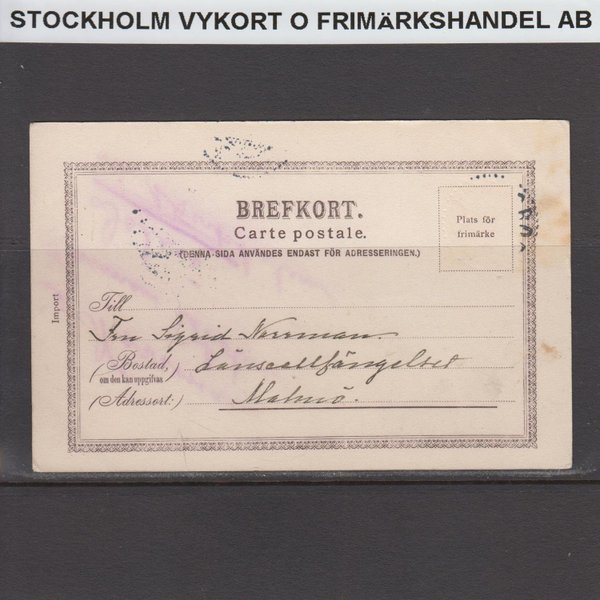 STOCKHOLM VYKORT O FRIMÄRKSHANDEL AB
BREFKORT.
Carte postale.
(DENNA SIDA ANVÄNDES ENDAST FÖR ADRESSERINGEN.)
Plats för
frimärke
Import
Till
Fru Sigrid Norrman.
(Bostad,
om den kan uppgifvas
Länscellfängelset
(Adressort:)
Malmö.